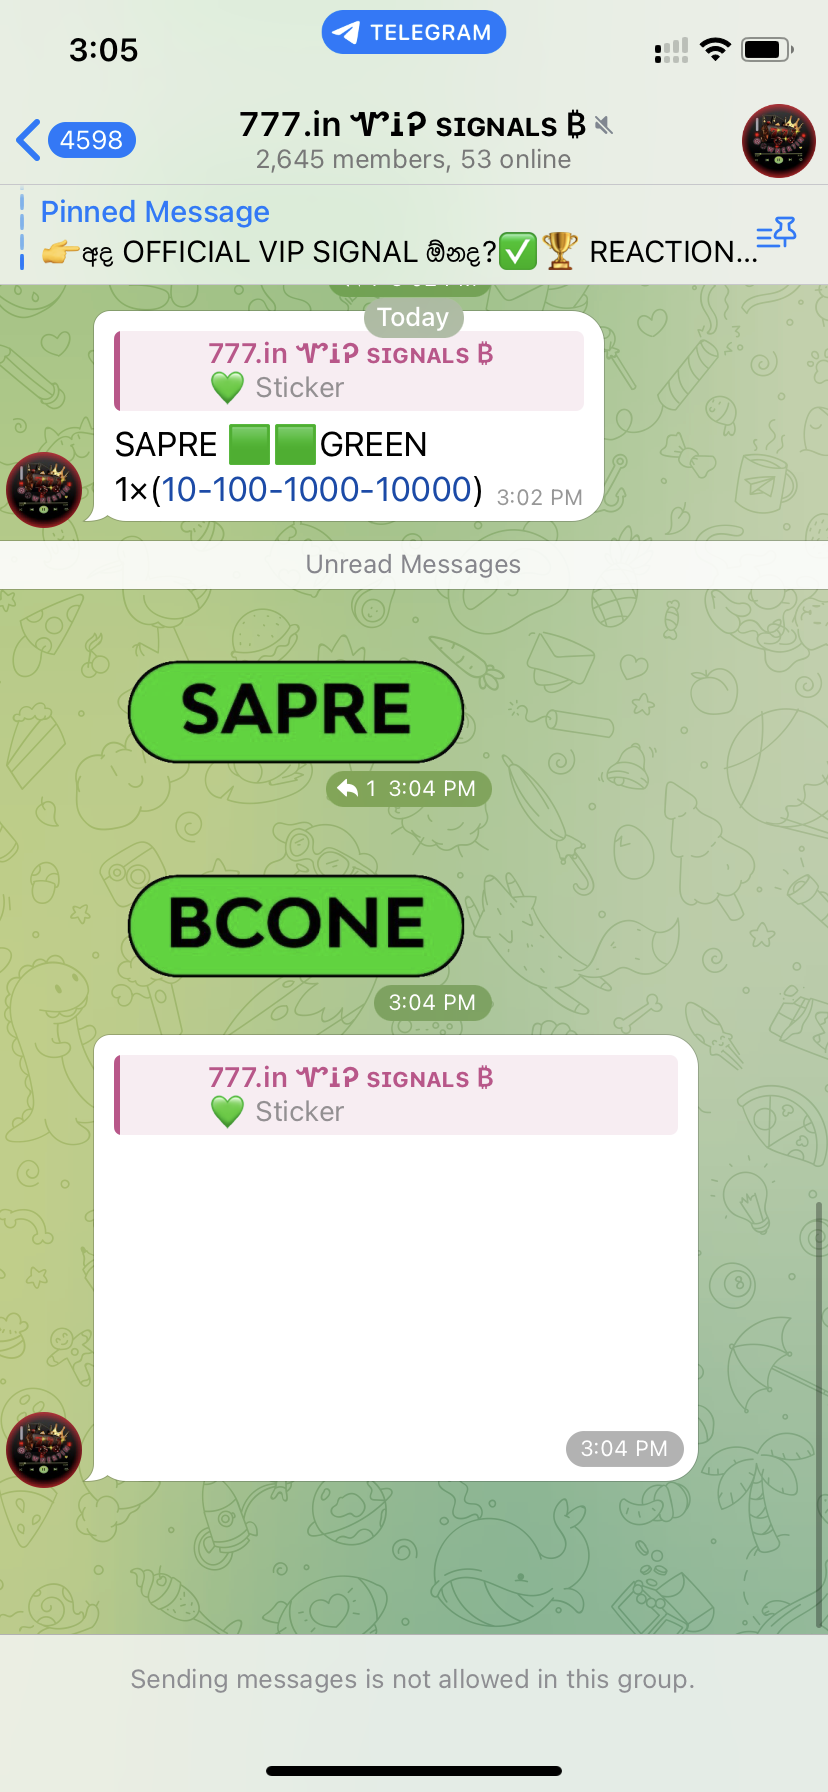 3:05
TELEGRAM
4598
777.in Ⴊi𐌓 SIGNALS ₿
2,645 members, 53 online
Pinned Message
👉අද OFFICIAL VIP SIGNAL ඕනද?✅🏆 REACTION...
Today
777.in SIGNALS ₿
💚 Sticker
SAPRE 🟩🟩GREEN
1×(10-100-1000-10000)
3:02 PM
Unread Messages
SAPRE
1 3:04 PM
BCONE
3:04 PM
777.in SIGNALS ₿
💚 Sticker
3:04 PM
Sending messages is not allowed in this group.